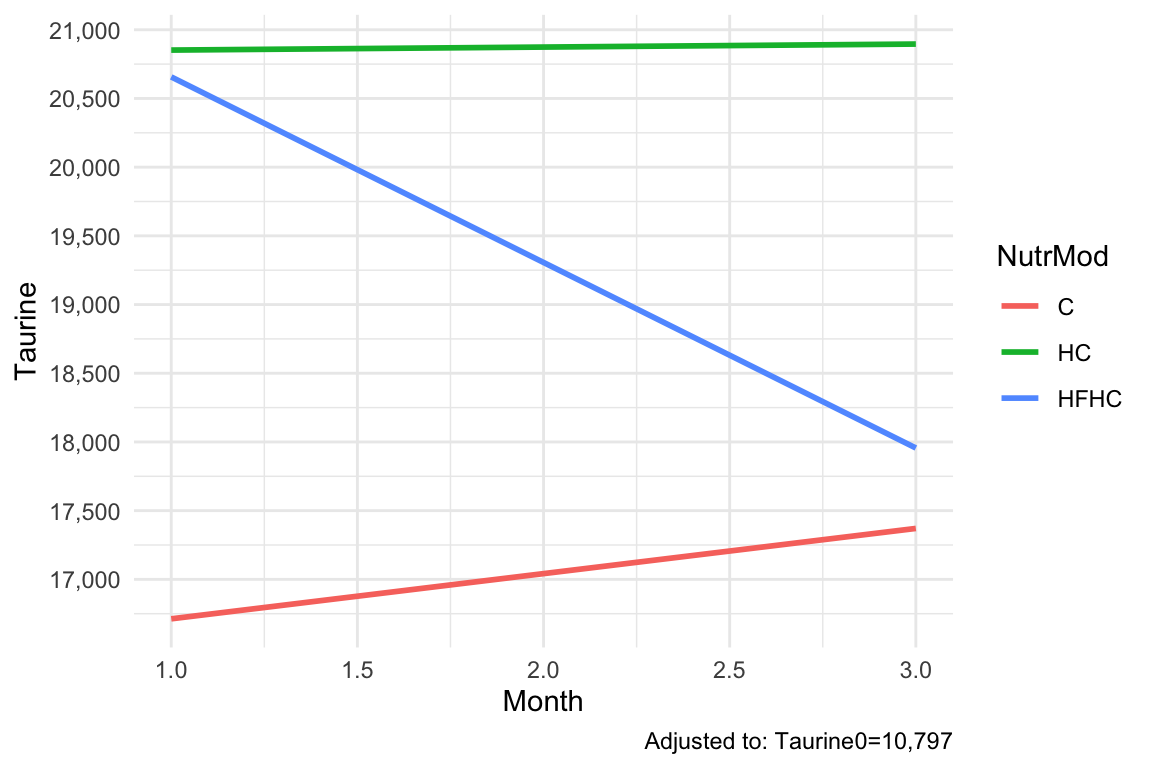 21,000
20,500
20,000
19,500
19,000
18,500
18,000
17,500
17,000
Taurine
1.0 1.5 2.0 2.5 3.0
Month
NutrMod
C
HC
HFHC
Adjusted to: Taurine0=10,797